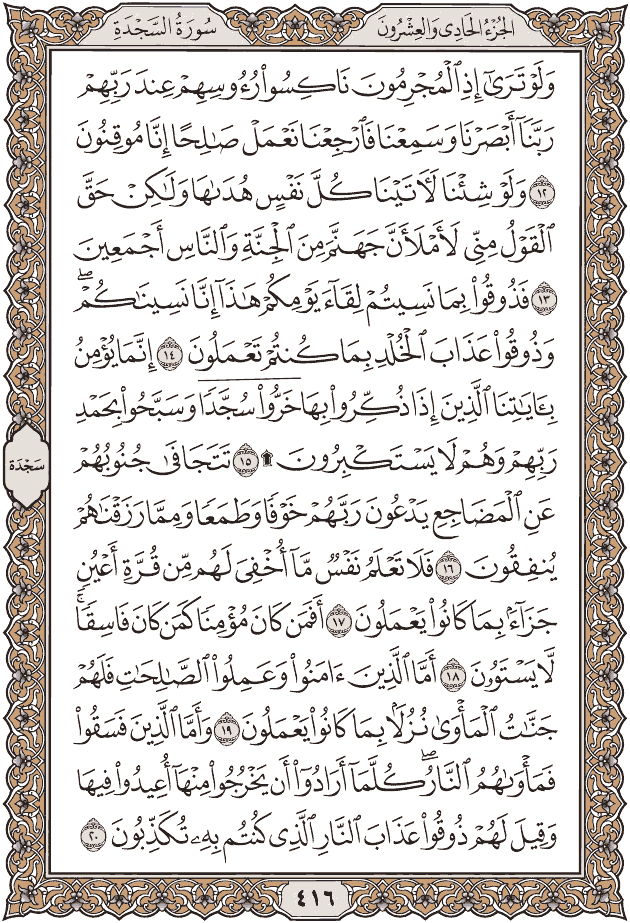 الجُزْءُ الحَادِي وَالعِشْرُونَ
سُورَةُ السَّجْدَةِ
وَلَوْ تَرَىٰٓ إِذِ ٱلْمُجْرِمُونَ نَاكِسُوا۟ رُءُوسِهِمْ عِندَ رَبِّهِمْ
رَبَّنَآ أَبْصَرْنَا وَسَمِعْنَا فَٱرْجِعْنَا نَعْمَلْ صَٰلِحًا إِنَّا مُوقِنُونَ
١٢ وَلَوْ شِئْنَا لَءَاتَيْنَا كُلَّ نَفْسٍ هُدَىٰهَا وَلَٰكِنْ حَقَّ
ٱلْقَوْلُ مِنِّى لَأَمْلَأَنَّ جَهَنَّمَ مِنَ ٱلْجِنَّةِ وَٱلنَّاسِ أَجْمَعِينَ
١٣ فَذُوقُوا۟ بِمَا نَسِيتُمْ لِقَآءَ يَوْمِكُمْ هَٰذَآ إِنَّا نَسِينَٰكُمْ ۖ
وَذُوقُوا۟ عَذَابَ ٱلْخُلْدِ بِمَا كُنتُمْ تَعْمَلُونَ ١٤ إِنَّمَا يُؤْمِنُ
بِـَٔايَٰتِنَا ٱلَّذِينَ إِذَا ذُكِّرُوا۟ بِهَا خَرُّوا۟ سُجَّدًا وَسَبَّحُوا۟ بِحَمْدِ
رَبِّهِمْ وَهُمْ لَا يَسْتَكْبِرُونَ ۩ ١٥ تَتَجَافَىٰ جُنُوبُهُمْ
سَجْدَة
عَنِ ٱلْمَضَاجِعِ يَدْعُونَ رَبَّهُمْ خَوْفًا وَطَمَعًا وَمِمَّا رَزَقْنَٰهُمْ
يُنفِقُونَ ١٦ فَلَا تَعْلَمُ نَفْسٌ مَّآ أُخْفِىَ لَهُم مِّن قُرَّةِ أَعْيُنٍ
جَزَآءًۢ بِمَا كَانُوا۟ يَعْمَلُونَ ١٧ أَفَمَن كَانَ مُؤْمِنًا كَمَن كَانَ فَاسِقًا ۚ
لَّا يَسْتَوُۥنَ ١٨ أَمَّا ٱلَّذِينَ ءَامَنُوا۟ وَعَمِلُوا۟ ٱلصَّٰلِحَٰتِ فَلَهُمْ
جَنَّٰتُ ٱلْمَأْوَىٰ نُزُلًۢا بِمَا كَانُوا۟ يَعْمَلُونَ ١٩ وَأَمَّا ٱلَّذِينَ فَسَقُوا۟
فَمَأْوَىٰهُمُ ٱلنَّارُ ۖ كُلَّمَآ أَرَادُوٓا۟ أَن يَخْرُجُوا۟ مِنْهَآ أُعِيدُوا۟ فِيهَا
وَقِيلَ لَهُمْ ذُوقُوا۟ عَذَابَ ٱلنَّارِ ٱلَّذِى كُنتُم بِهِۦ تُكَذِّبُونَ ٢٠
٤١٦